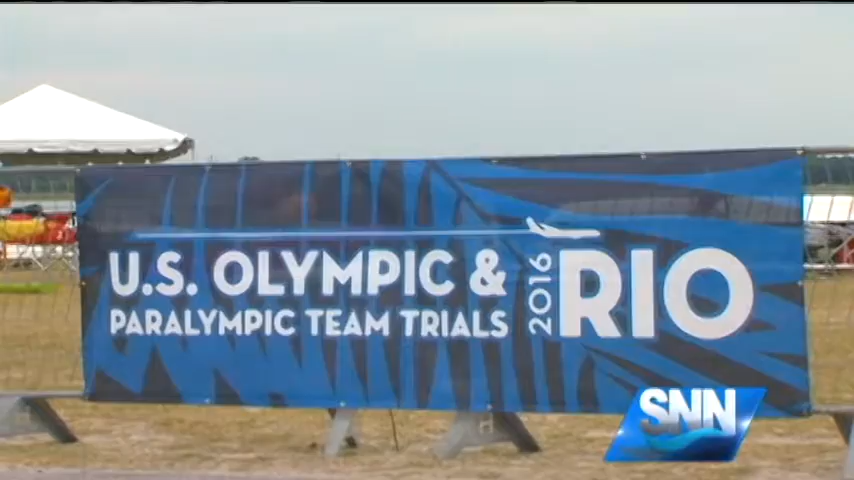 U.S. OLYMPIC &
PARALYMPIC TEAM TRIALS
2016
RIO
SNN